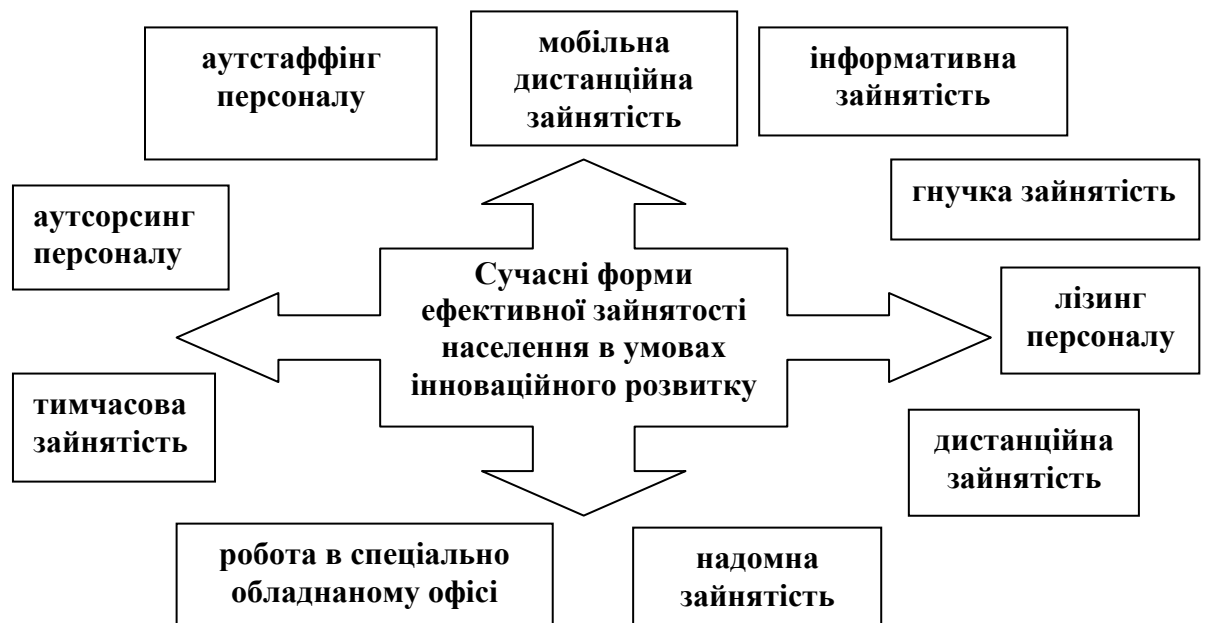 аутстаффінг
персоналу
мобільна
дистанційна
зайнятість
інформативна
зайнятість
гнучка зайнятість
аутсорсинг
персоналу
Сучасні форми
ефективної зайнятості
населення в умовах
інноваційного розвитку
лізинг
персоналу
тимчасова
зайнятість
дистанційна
зайнятість
робота в спеціально
обладнаному офісі
надомна
зайнятість